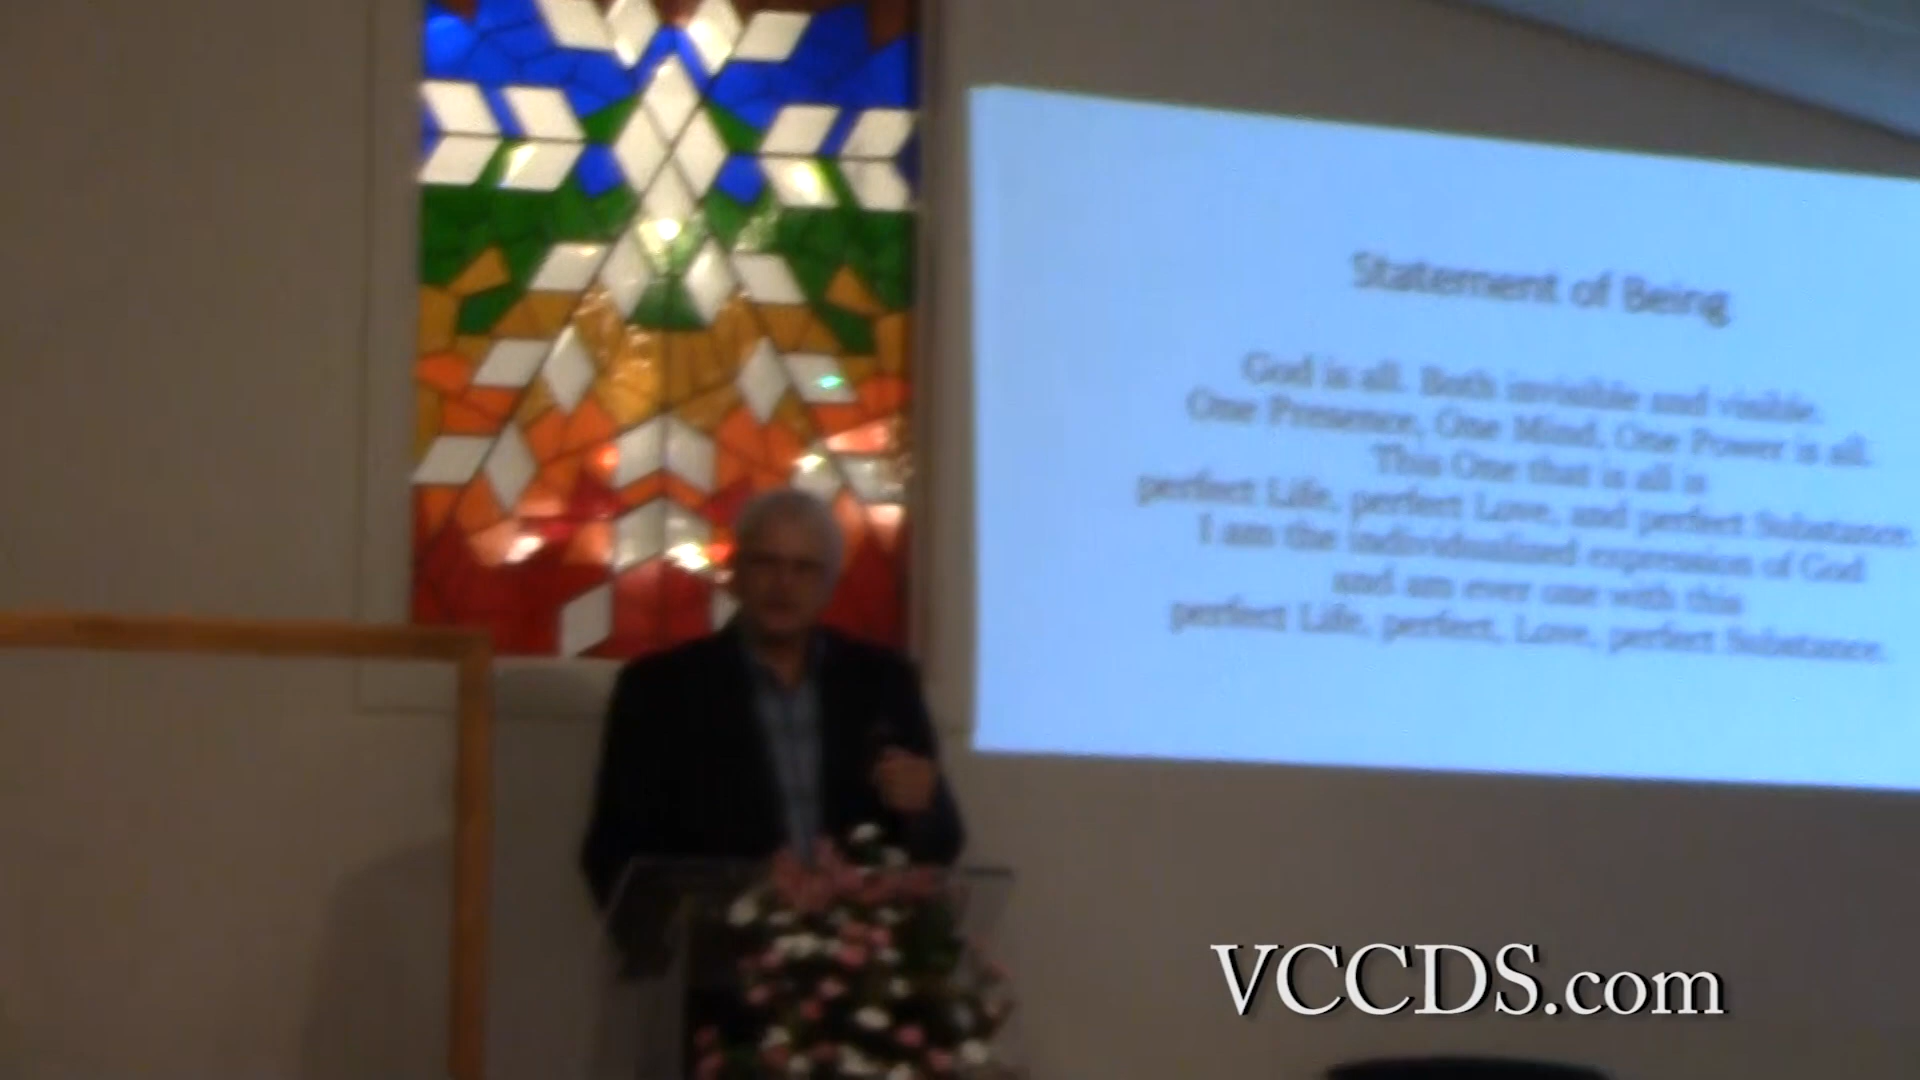 Statement of Being
God is all. Both invisible and visible.
One Presence, One Mind, One Power is all.
This One that is all is
perfect Life, perfect Love, and perfect Substance.
I am the individualized expression of God
and am ever one with this
perfect Life, perfect, Love, perfect Substance.
VCCDS.com